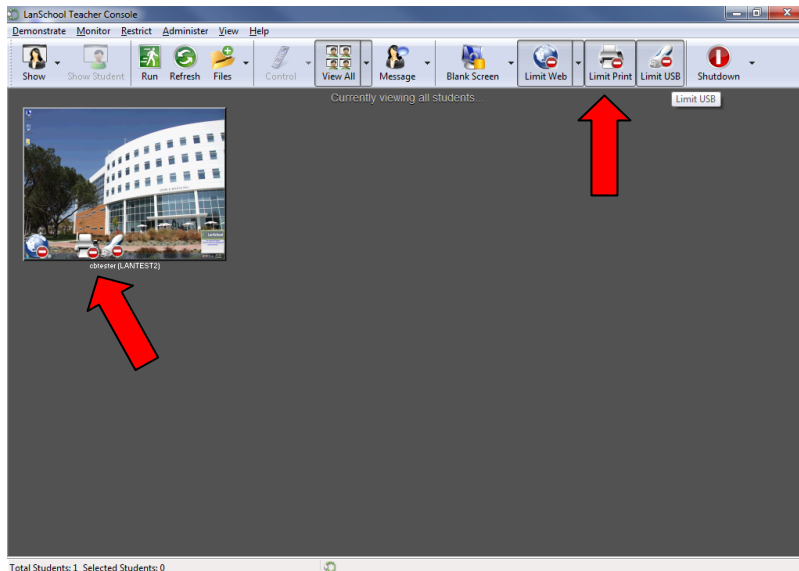 LanSchool Teacher Console
Demonstrate Monitor Restrict Administer View Help
Show Show Student Run Refresh Files Control View All Message Blank Screen Limit Web Limit Print Limit USB Shutdown
Currently viewing all students...
Limit USB
cbtester (LANTEST2)
Total Students: 1 Selected Students: 0